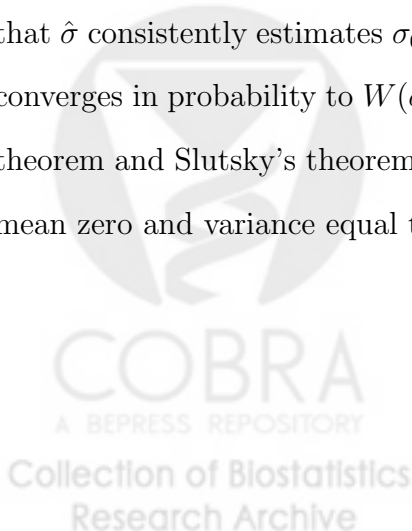 that σ̂ consistently estimates σ
converges in probability to W(
theorem and Slutsky's theorem
mean zero and variance equal t
COBRA
A BEPRESS REPOSITORY
Collection of Biostatistics
Research Archive